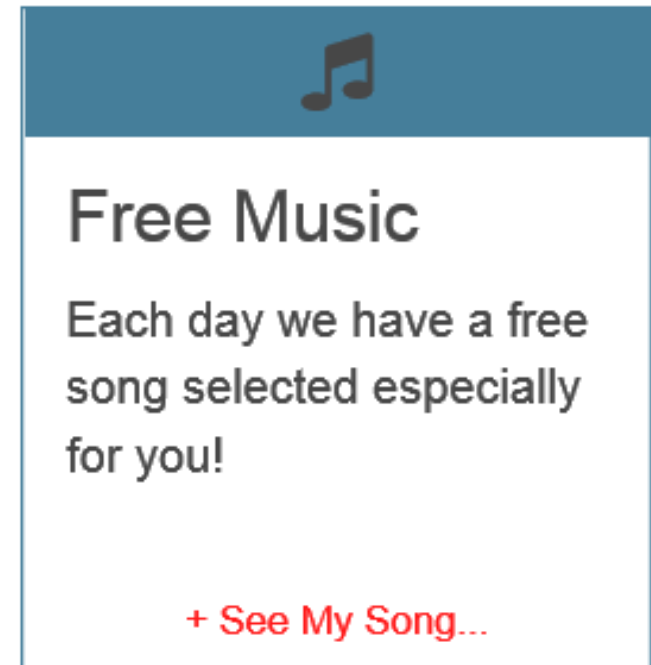 Free Music
Each day we have a free
song selected especially
for you!
+ See My Song...